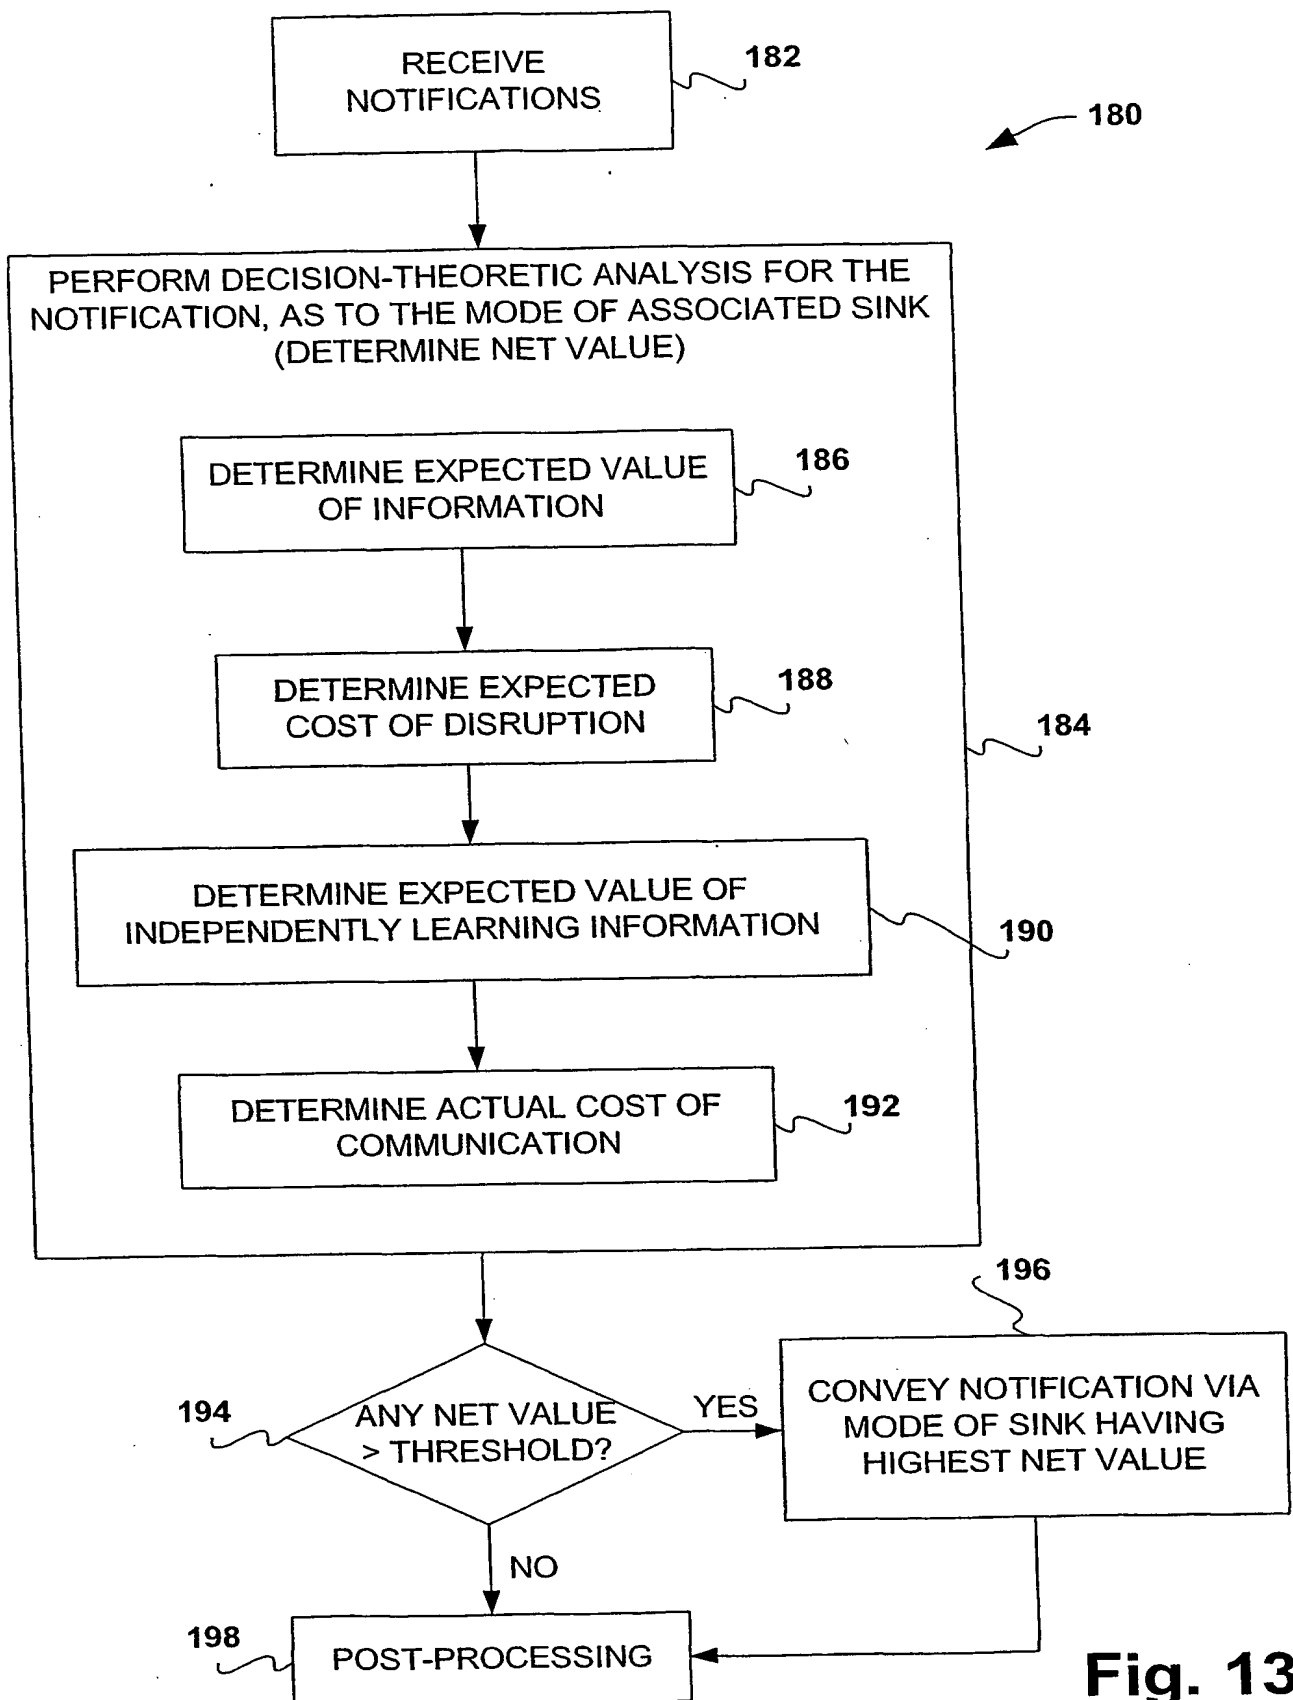 RECEIVE
NOTIFICATIONS
182
180
PERFORM DECISION-THEORETIC ANALYSIS FOR THE
NOTIFICATION, AS TO THE MODE OF ASSOCIATED SINK
(DETERMINE NET VALUE)
DETERMINE EXPECTED VALUE
OF INFORMATION
186
DETERMINE EXPECTED
COST OF DISRUPTION
188
184
DETERMINE EXPECTED VALUE OF
INDEPENDENTLY LEARNING INFORMATION
190
DETERMINE ACTUAL COST OF
COMMUNICATION
192
196
194
ANY NET VALUE
> THRESHOLD?
YES
CONVEY NOTIFICATION VIA
MODE OF SINK HAVING
HIGHEST NET VALUE
NO
198
POST-PROCESSING
Fig. 13